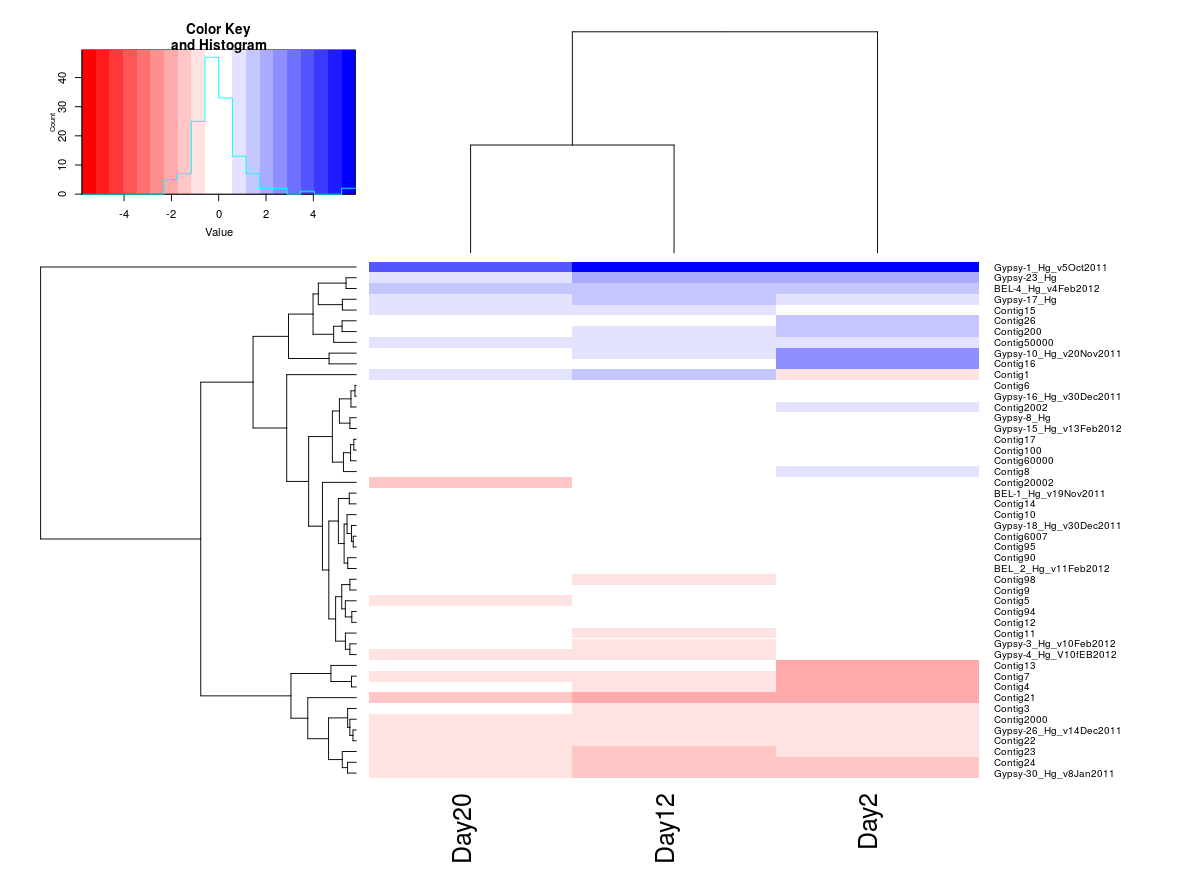 Color Key
and Histogram
Count
0 10 20 30 40
-4 -2 0 2 4
Value
Gypsy-1_Hg_v5Oct2011
Gypsy-23_Hg
BEL-4_Hg_v4Feb2012
Gypsy-17_Hg
Contig15
Contig26
Contig200
Contig50000
Gypsy-10_Hg_v20Nov2011
Contig16
Contig1
Contig6
Gypsy-16_Hg_v30Dec2011
Contig2002
Gypsy-8_Hg
Gypsy-15_Hg_v13Feb2012
Contig17
Contig100
Contig60000
Contig8
Contig20002
BEL-1_Hg_v19Nov2011
Contig14
Contig10
Gypsy-18_Hg_v30Dec2011
Contig6007
Contig95
Contig90
BEL_2_Hg_v11Feb2012
Contig98
Contig9
Contig5
Contig94
Contig12
Contig11
Gypsy-3_Hg_v10Feb2012
Gypsy-4_Hg_V10fEB2012
Contig13
Contig7
Contig4
Contig21
Contig3
Contig2000
Gypsy-26_Hg_v14Dec2011
Contig22
Contig23
Contig24
Gypsy-30_Hg_v8Jan2011
Day20
Day12
Day2